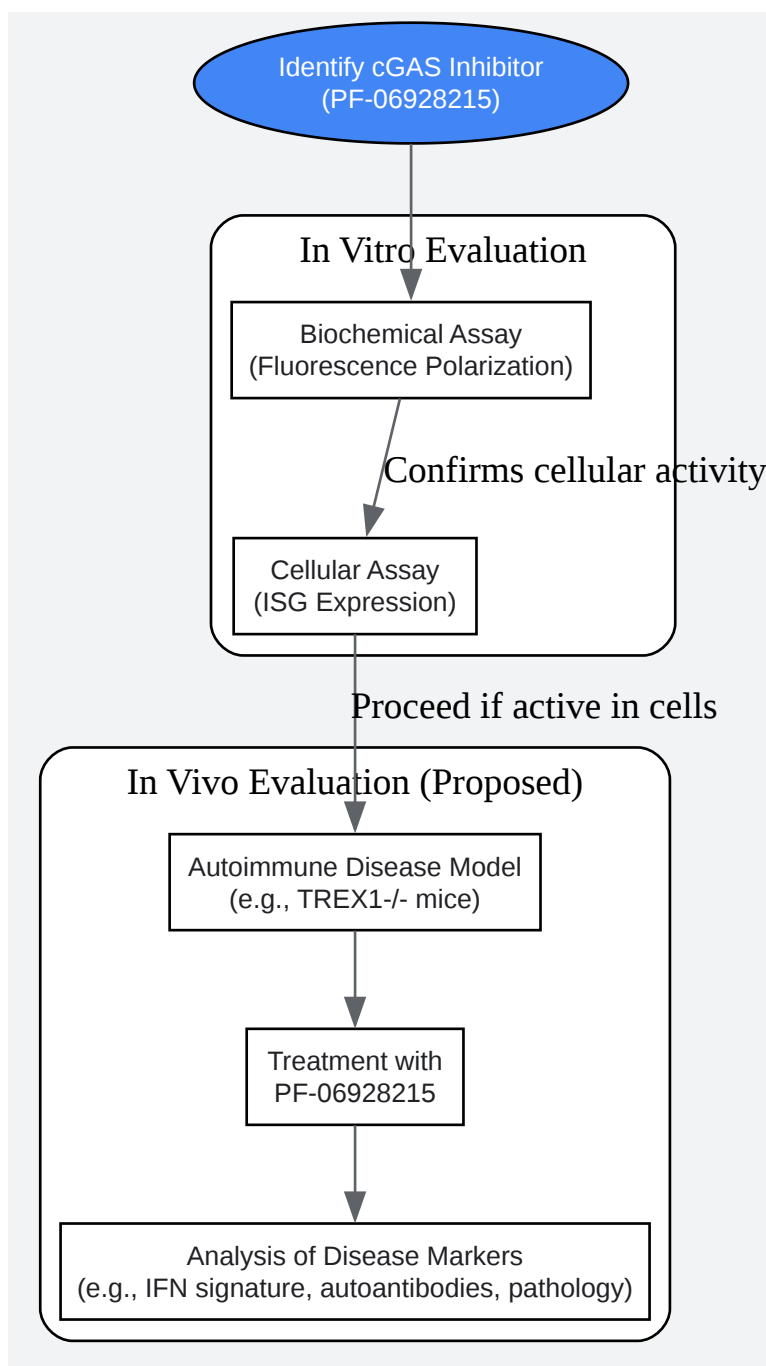 Identify cGAS Inhibitor
(PF-06928215)
In Vitro Evaluation
Biochemical Assay
(Fluorescence Polarization)
Confirms cellular activity
Cellular Assay
(ISG Expression)
Proceed if active in cells
In Vivo Evaluation (Proposed)
Autoimmune Disease Model
(e.g., TREX1-/- mice)
Treatment with
PF-06928215
Analysis of Disease Markers
(e.g., IFN signature, autoantibodies, pathology)